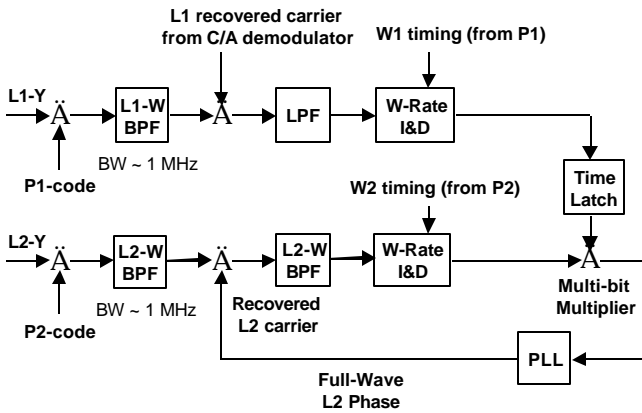 L1 recovered carrier
from C/A demodulator
W1 timing (from P1)
L1-Y
Ä
L1-W
BPF
Ä
LPF
W-Rate
I&D
BW ~ 1 MHz
P1-code
Time
Latch
W2 timing (from P2)
L2-Y
Ä
L2-W
BPF
Ä
L2-W
BPF
W-Rate
I&D
Ä
BW ~ 1 MHz
P2-code
Recovered
L2 carrier
Multi-bit
Multiplier
PLL
Full-Wave
L2 Phase